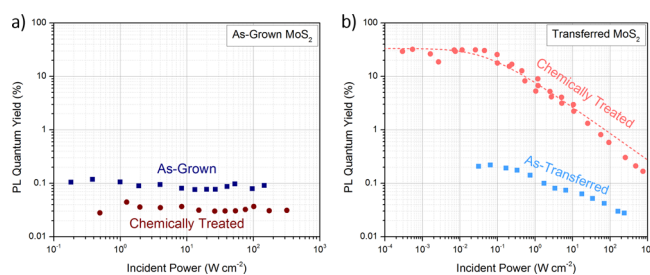 a)
As-Grown MoS₂
PL Quantum Yield (%)
100
10
1
0.1
0.01
As-Grown
Chemically Treated
10⁻¹ 10⁰ 10¹ 10² 10³
Incident Power (W cm⁻²)
b)
Transferred MoS₂
PL Quantum Yield (%)
100
10
1
0.1
0.01
Chemically Treated
As-Transferred
10⁻⁴ 10⁻³ 10⁻² 10⁻¹ 10⁰ 10¹ 10²
Incident Power (W cm⁻²)